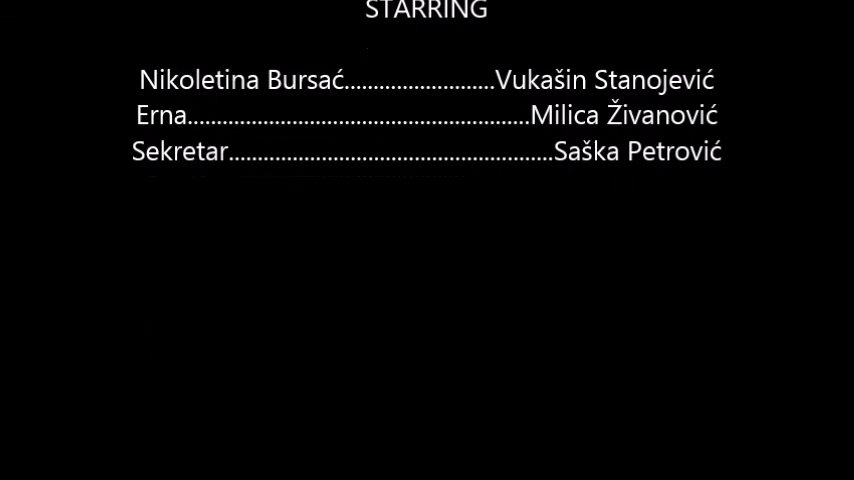 STARRING
Nikoletina Bursać..........................Vukašin Stanojević
Erna...........................................................Milica Živanović
Sekretar........................................................Saška Petrović